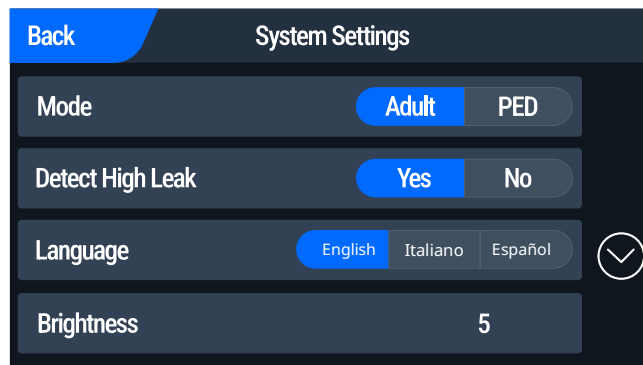 Back System Settings
Mode Adult PED
Detect High Leak Yes No
Language English Italiano Español
Brightness 5